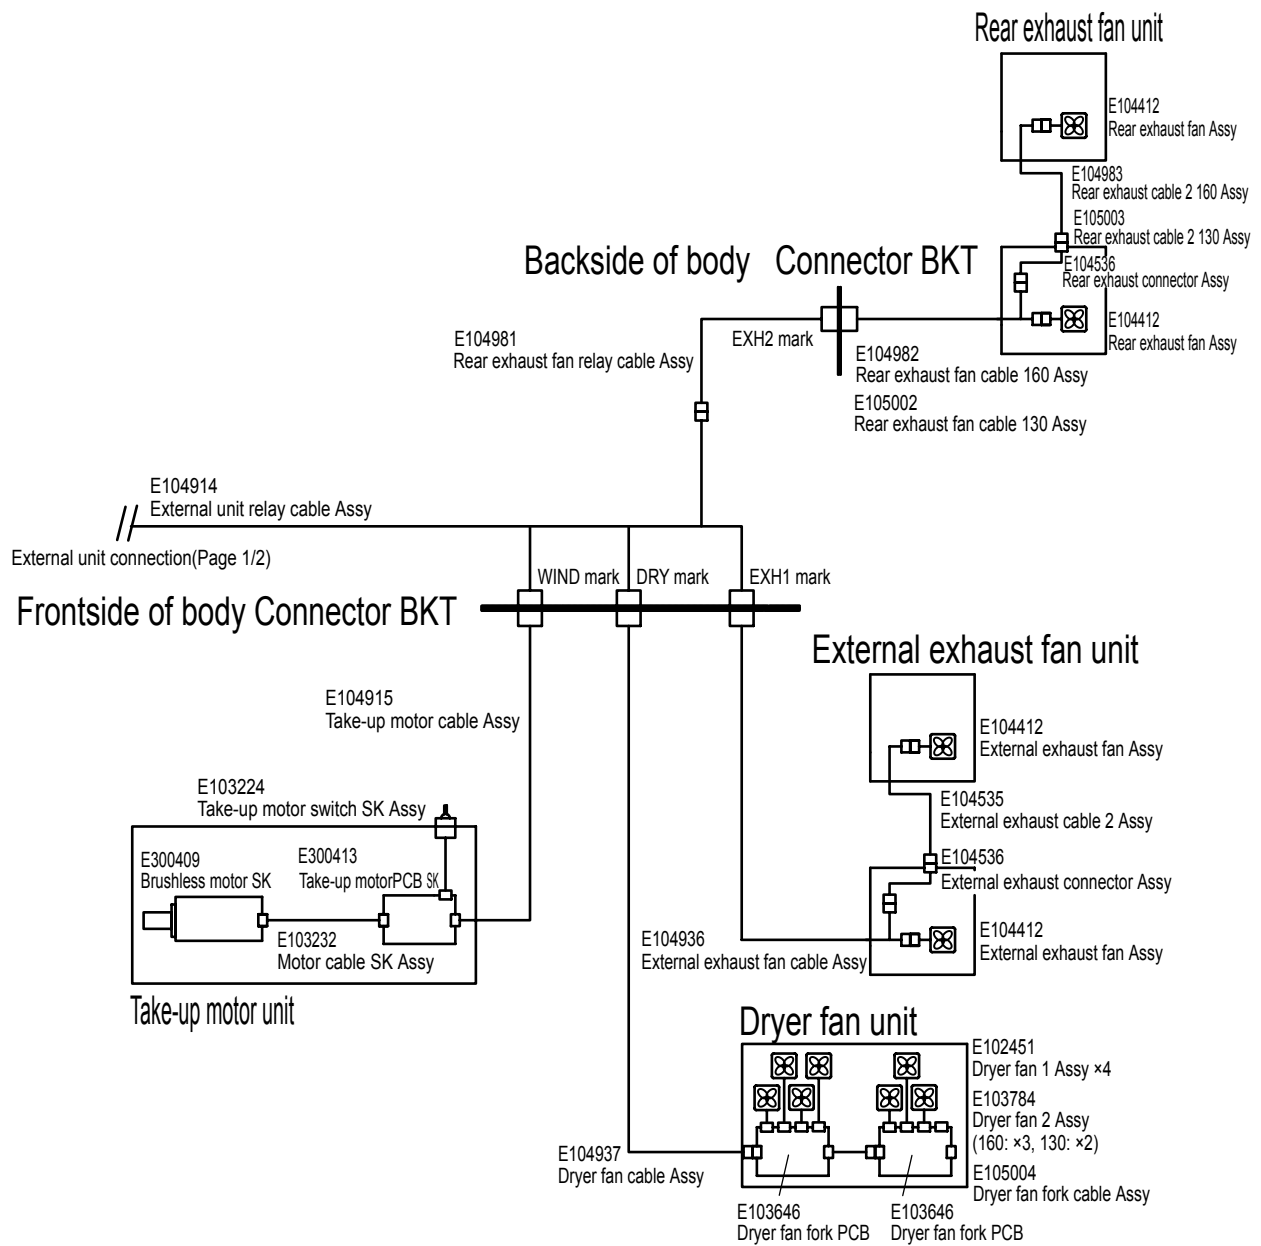 Rear exhaust fan unit
E104412
Rear exhaust fan Assy
E104983
Rear exhaust cable 2 160 Assy
E105003
Rear exhaust cable 2 130 Assy
E104536
Rear exhaust connector Assy
E104412
Rear exhaust fan Assy
Backside of body Connector BKT
E104981
Rear exhaust fan relay cable Assy
EXH2 mark
E104982
Rear exhaust fan cable 160 Assy
E105002
Rear exhaust fan cable 130 Assy
E104914
External unit relay cable Assy
External unit connection(Page 1/2)
WIND mark
DRY mark
EXH1 mark
Frontside of body Connector BKT
External exhaust fan unit
E104412
External exhaust fan Assy
E104535
External exhaust cable 2 Assy
E104536
External exhaust connector Assy
E104412
External exhaust fan Assy
E104936
External exhaust fan cable Assy
E104915
Take-up motor cable Assy
E103224
Take-up motor switch SK Assy
E300409
Brushless motor SK
E300413
Take-up motorPCB SK
E103232
Motor cable SK Assy
Take-up motor unit
Dryer fan unit
E102451
Dryer fan 1 Assy ×4
E103784
Dryer fan 2 Assy
(160: ×3, 130: ×2)
E105004
Dryer fan fork cable Assy
E104937
Dryer fan cable Assy
E103646
Dryer fan fork PCB
E103646
Dryer fan fork PCB